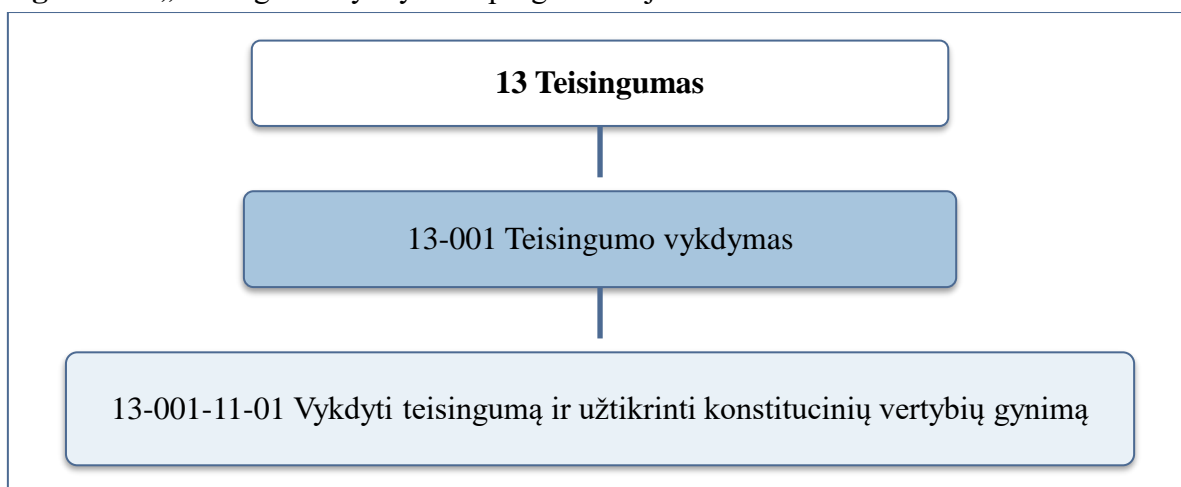 13 Teisingumas
13-001 Teisingumo vykdymas
13-001-11-01 Vykdyti teisingumą ir užtikrinti konstitucinių vertybių gynimą